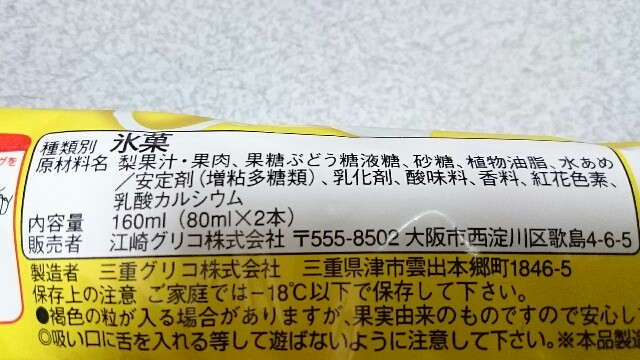 種類別 氷菓
原材料名 梨果汁・果肉、果糖ぶどう糖液糖、砂糖、植物油脂、水あめ
／安定剤（増粘多糖類）、乳化剤、酸味料、香料、紅花色素、
乳酸カルシウム
内容量 160ml（80ml×2本）
販売者 江崎グリコ株式会社 〒555-8502 大阪市西淀川区歌島4-6-5
製造者 三重グリコ株式会社 三重県津市雲出本郷町1846-5
保存上の注意 ご家庭では－18℃以下で保存して下さい。
●褐色の粒が入る場合がありますが、果実由来のものですので安心し
◎吸い口に舌を入れる等して遊ばないように注意して下さい。※本品製造